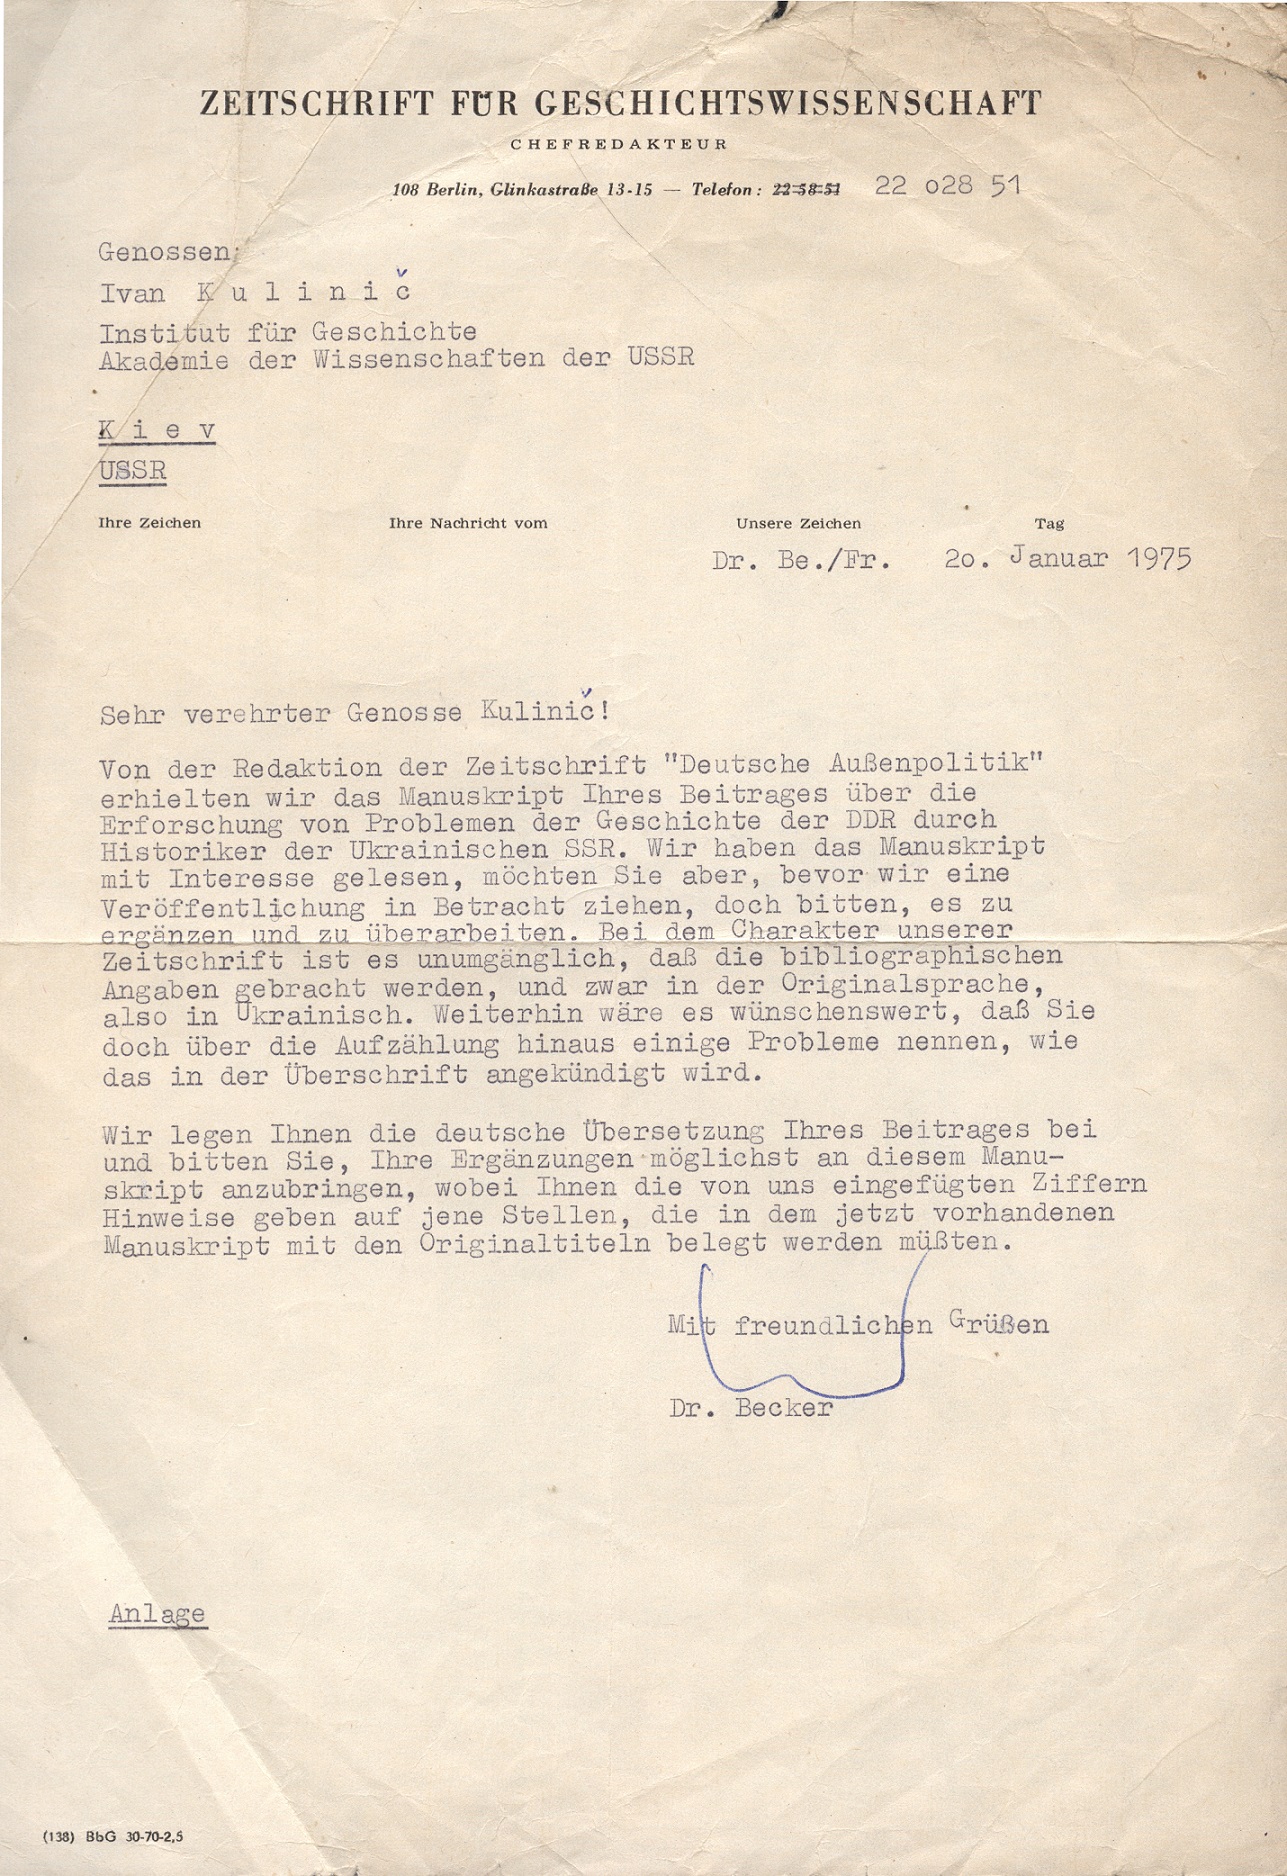 ZEITSCHRIFT FÜR GESCHICHTSWISSENSCHAFT
CHEFREDAKTEUR
108 Berlin, Glinkastraße 13-15 — Telefon: 22 58 51 22 o28 51
Genossen
Ivan K u l i n i č
Institut für Geschichte
Akademie der Wissenschaften der USSR
K i e v
USSR
Ihre Zeichen Ihre Nachricht vom Unsere Zeichen Tag
Dr. Be./Fr. 2o. Januar 1975
Sehr verehrter Genosse Kulinič!
Von der Redaktion der Zeitschrift "Deutsche Außenpolitik"
erhielten wir das Manuskript Ihres Beitrages über die
Erforschung von Problemen der Geschichte der DDR durch
Historiker der Ukrainischen SSR. Wir haben das Manuskript
mit Interesse gelesen, möchten Sie aber, bevor wir eine
Veröffentlichung in Betracht ziehen, doch bitten, es zu
ergänzen und zu überarbeiten. Bei dem Charakter unserer
Zeitschrift ist es unumgänglich, daß die bibliographischen
Angaben gebracht werden, und zwar in der Originalsprache,
also in Ukrainisch. Weiterhin wäre es wünschenswert, daß Sie
doch über die Aufzählung hinaus einige Probleme nennen, wie
das in der Überschrift angekündigt wird.
Wir legen Ihnen die deutsche Übersetzung Ihres Beitrages bei
und bitten Sie, Ihre Ergänzungen möglichst an diesem Manu-
skript anzubringen, wobei Ihnen die von uns eingefügten Ziffern
Hinweise geben auf jene Stellen, die in dem jetzt vorhandenen
Manuskript mit den Originaltiteln belegt werden müßten.
Mit freundlichen Grüßen
Dr. Becker
Anlage
(138) BbG 30-70-2,5